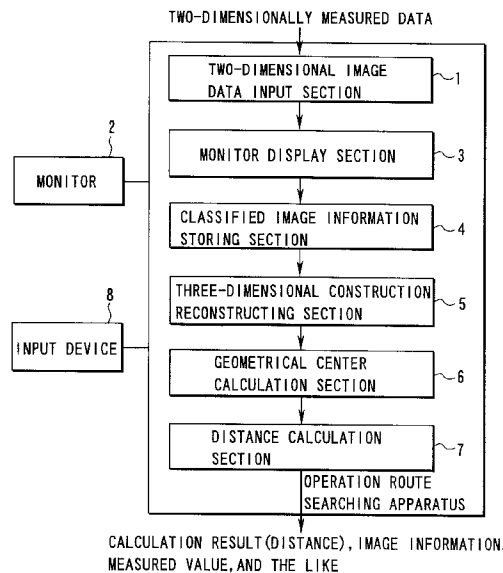 TWO-DIMENSIONALLY MEASURED DATA
TWO-DIMENSIONAL IMAGE
DATA INPUT SECTION
1
2
MONITOR
MONITOR DISPLAY SECTION
3
CLASSIFIED IMAGE INFORMATION
STORING SECTION
4
THREE-DIMENSIONAL CONSTRUCTION
RECONSTRUCTING SECTION
5
8
INPUT DEVICE
GEOMETRICAL CENTER
CALCULATION SECTION
6
DISTANCE CALCULATION
SECTION
7
OPERATION ROUTE
SEARCHING APPARATUS
CALCULATION RESULT(DISTANCE), IMAGE INFORMATION,
MEASURED VALUE, AND THE LIKE